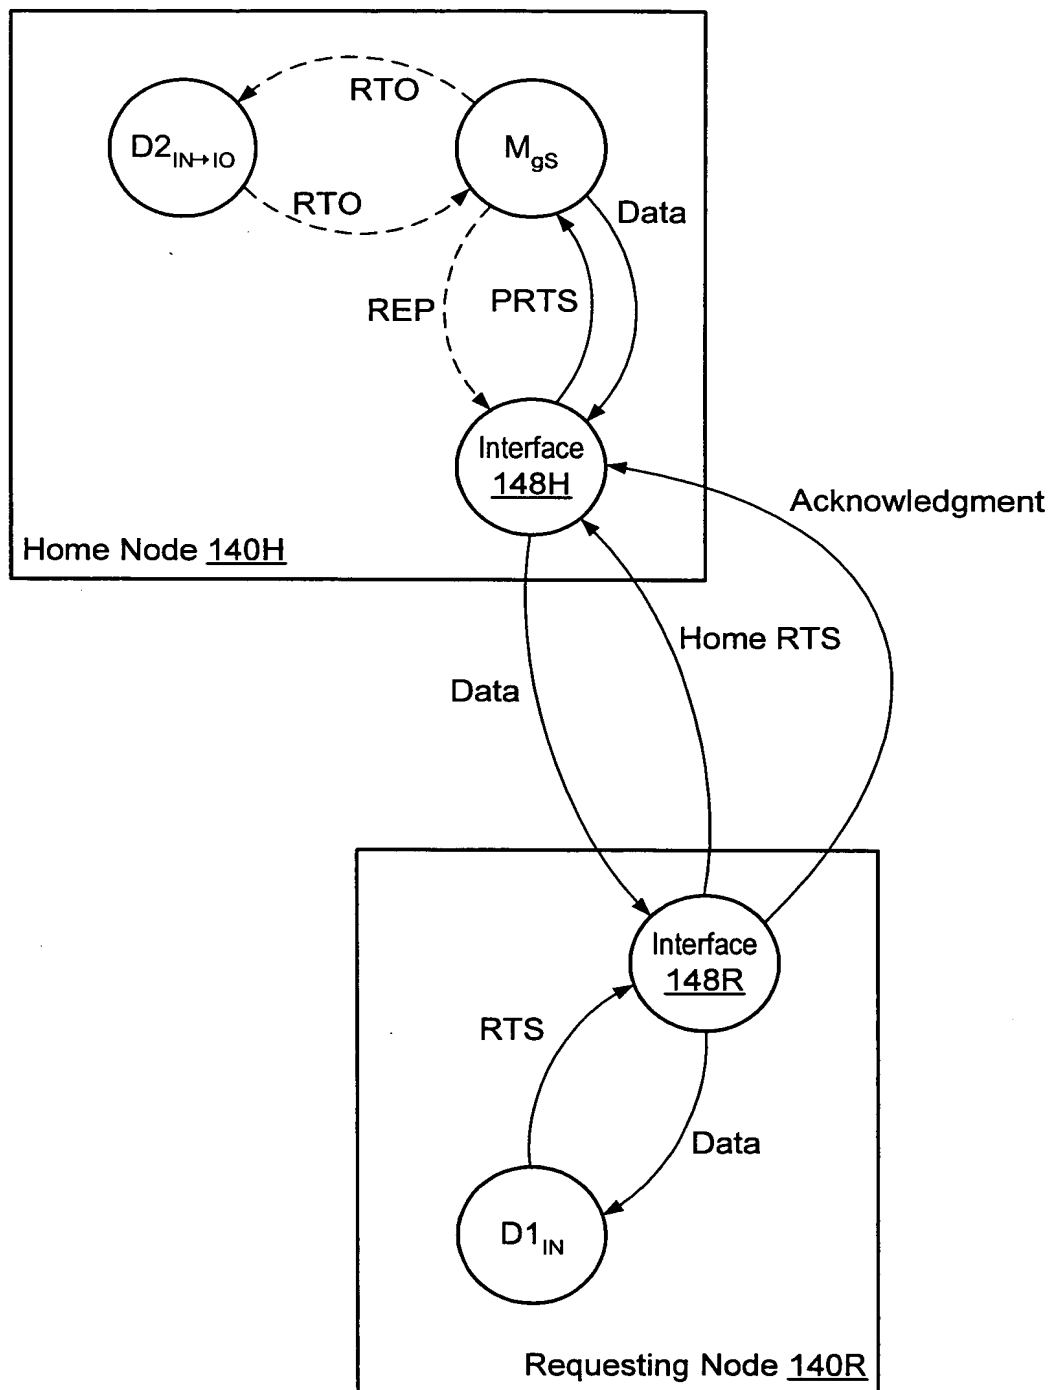 RTO
D2IN→IO
MgS
RTO
Data
REP
PRTS
Interface
148H
Acknowledgment
Home Node 140H
Home RTS
Data
Interface
148R
RTS
Data
D1IN
Requesting Node 140R